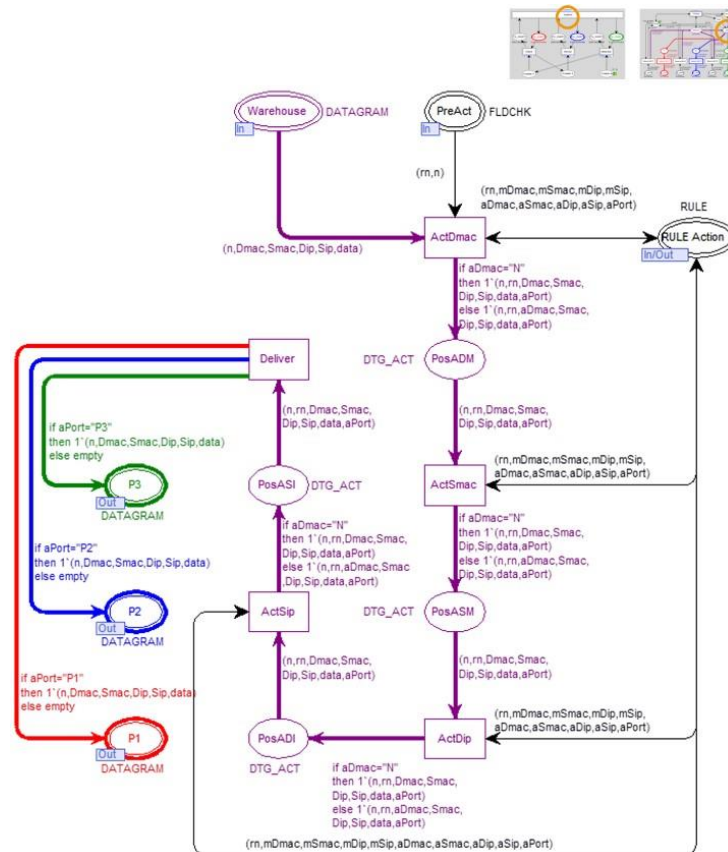 Warehouse
DATAGRAM
In
PreAct
FLDCHK
In
(rn,n)
(rn,mDmac,mSmac,mDip,mSip,
aDmac,aSmac,aDip,aSip,aPort)
RULE
RULE Action
In/Out
(n,Dmac,Smac,Dip,Sip,data)
ActDmac
if aDmac="N"
then 1`(n,rn,Dmac,Smac,
Dip,Sip,data,aPort)
else 1`(n,rn,aDmac,Smac,
Dip,Sip,data,aPort)
Deliver
DTG_ACT
PosADM
(n,rn,Dmac,Smac,
Dip,Sip,data,aPort)
(n,rn,Dmac,Smac,
Dip,Sip,data,aPort)
if aPort="P3"
then 1`(n,Dmac,Smac,Dip,Sip,data)
else empty
P3
Out
DATAGRAM
PosASI
DTG_ACT
ActSmac
(rn,mDmac,mSmac,mDip,mSip,
aDmac,aSmac,aDip,aSip,aPort)
if aDmac="N"
then 1`(n,rn,Dmac,Smac,
Dip,Sip,data,aPort)
else 1`(n,rn,aDmac,Smac
,Dip,Sip,data,aPort)
if aDmac="N"
then 1`(n,rn,Dmac,Smac,
Dip,Sip,data,aPort)
else 1`(n,rn,aDmac,Smac,
Dip,Sip,data,aPort)
if aPort="P2"
then 1`(n,Dmac,Smac,Dip,Sip,data)
else empty
P2
Out
DATAGRAM
ActSip
DTG_ACT
PosASM
(n,rn,Dmac,Smac,
Dip,Sip,data,aPort)
(n,rn,Dmac,Smac,
Dip,Sip,data,aPort)
if aPort="P1"
then 1`(n,Dmac,Smac,Dip,Sip,data)
else empty
P1
Out
DATAGRAM
PosADI
DTG_ACT
ActDip
(rn,mDmac,mSmac,mDip,mSip,
aDmac,aSmac,aDip,aSip,aPort)
if aDmac="N"
then 1`(n,rn,Dmac,Smac,
Dip,Sip,data,aPort)
else 1`(n,rn,aDmac,Smac,
Dip,Sip,data,aPort)
(rn,mDmac,mSmac,mDip,mSip,aDmac,aSmac,aDip,aSip,aPort)